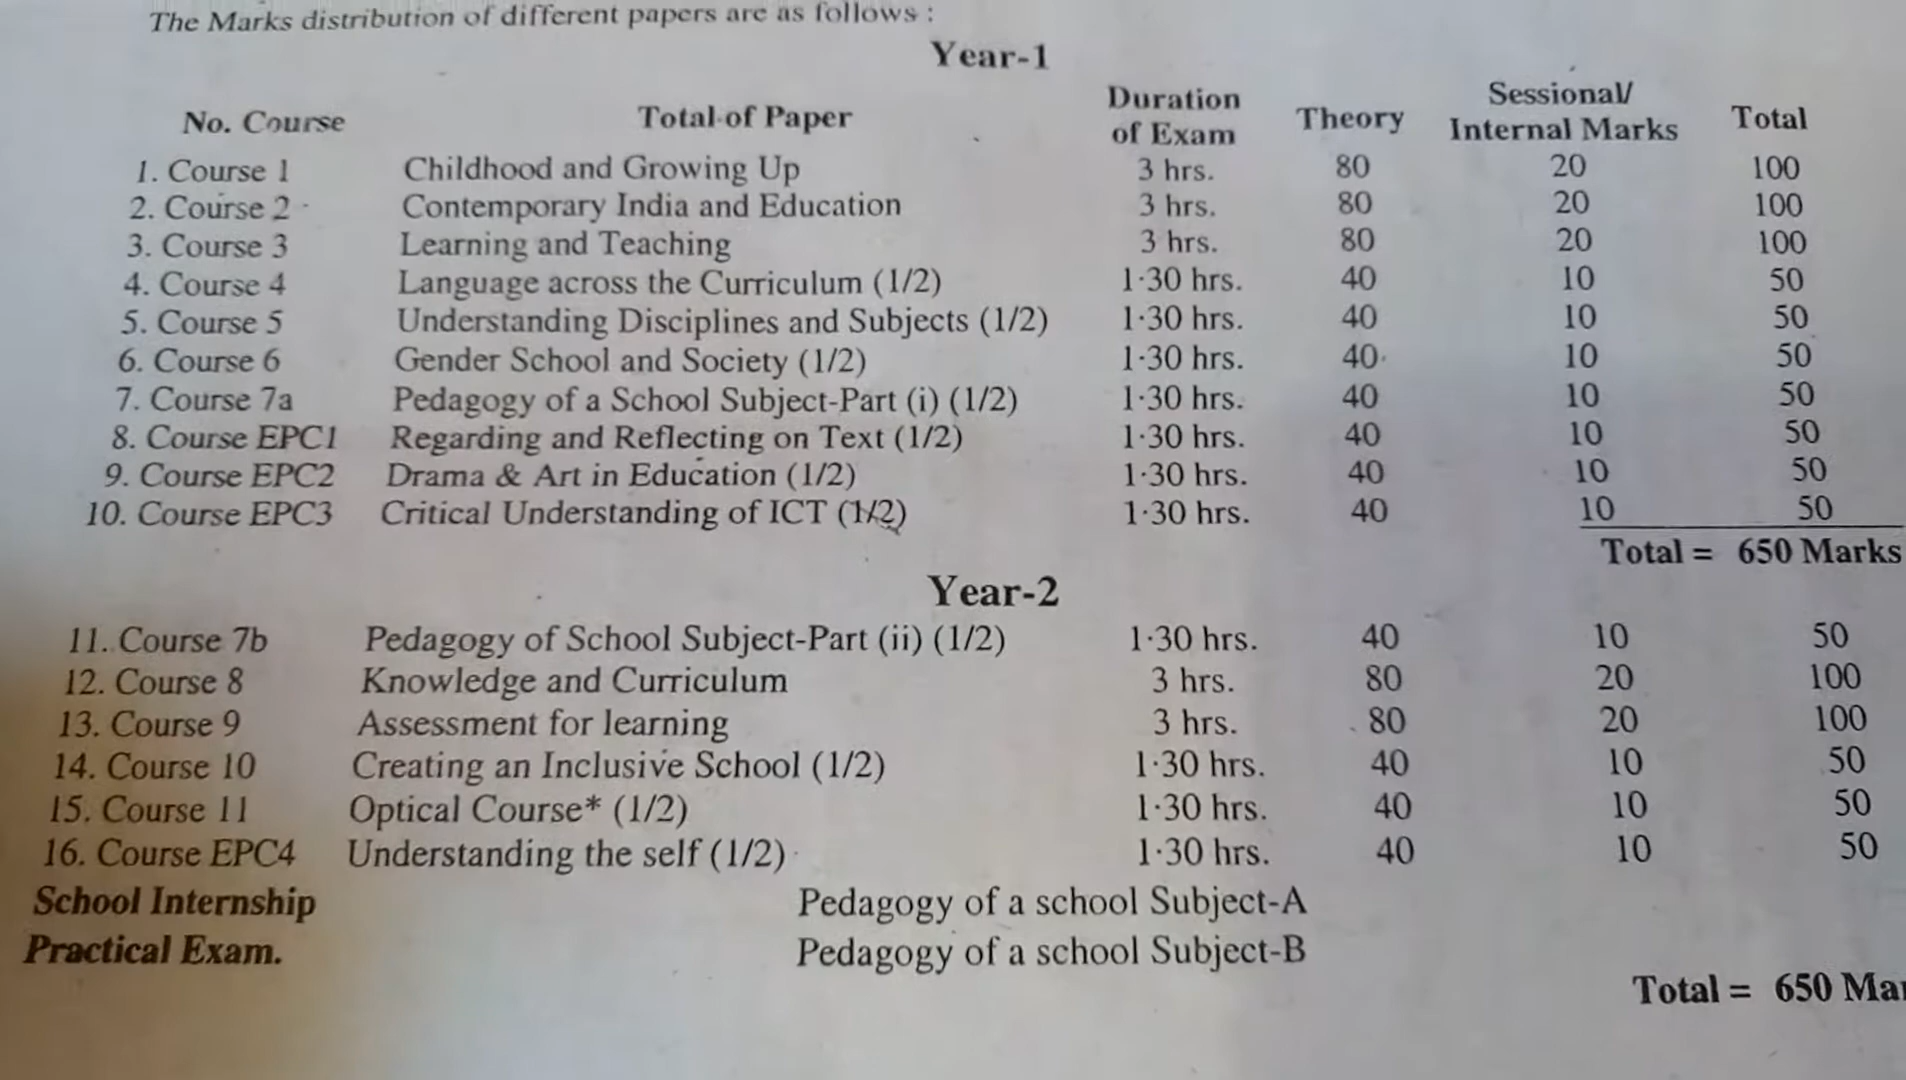 The Marks distribution of different papers are as follows :
Year-1
No. Course Total of Paper Duration of Exam Theory Sessional/ Internal Marks Total
1. Course 1 Childhood and Growing Up 3 hrs. 80 20 100
2. Course 2 Contemporary India and Education 3 hrs. 80 20 100
3. Course 3 Learning and Teaching 3 hrs. 80 20 100
4. Course 4 Language across the Curriculum (1/2) 1·30 hrs. 40 10 50
5. Course 5 Understanding Disciplines and Subjects (1/2) 1·30 hrs. 40 10 50
6. Course 6 Gender School and Society (1/2) 1·30 hrs. 40 10 50
7. Course 7a Pedagogy of a School Subject-Part (i) (1/2) 1·30 hrs. 40 10 50
8. Course EPC1 Regarding and Reflecting on Text (1/2) 1·30 hrs. 40 10 50
9. Course EPC2 Drama & Art in Education (1/2) 1·30 hrs. 40 10 50
10. Course EPC3 Critical Understanding of ICT (1/2) 1·30 hrs. 40 10 50
Total = 650 Marks
Year-2
11. Course 7b Pedagogy of School Subject-Part (ii) (1/2) 1·30 hrs. 40 10 50
12. Course 8 Knowledge and Curriculum 3 hrs. 80 20 100
13. Course 9 Assessment for learning 3 hrs. 80 20 100
14. Course 10 Creating an Inclusive School (1/2) 1·30 hrs. 40 10 50
15. Course 11 Optical Course* (1/2) 1·30 hrs. 40 10 50
16. Course EPC4 Understanding the self (1/2) 1·30 hrs. 40 10 50
School Internship Pedagogy of a school Subject-A
Practical Exam. Pedagogy of a school Subject-B
Total = 650